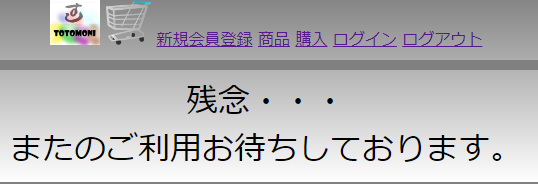 TOTOMONI
新規会員登録 商品 購入 ログイン ログアウト
残念・・・
またのご利用お待ちしております。